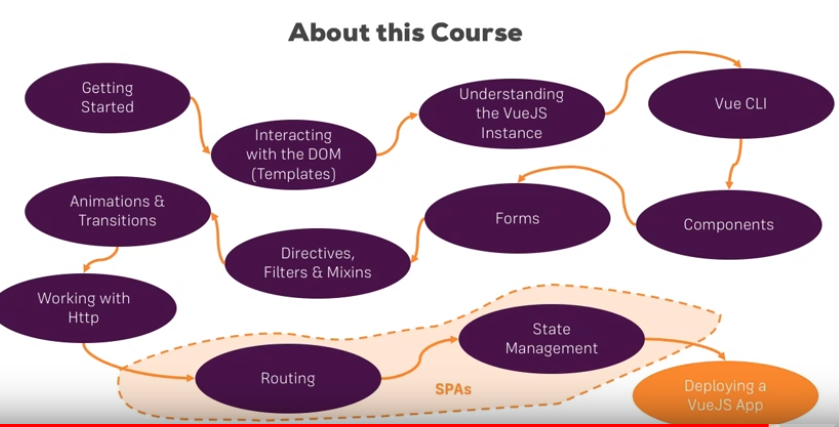 About this Course
Getting
Started
Interacting
with the DOM
(Templates)
Understanding
the VueJS
Instance
Vue CLI
Components
Forms
Directives,
Filters & Mixins
Animations &
Transitions
Working with
Http
Routing
State
Management
SPAs
Deploying a
VueJS App